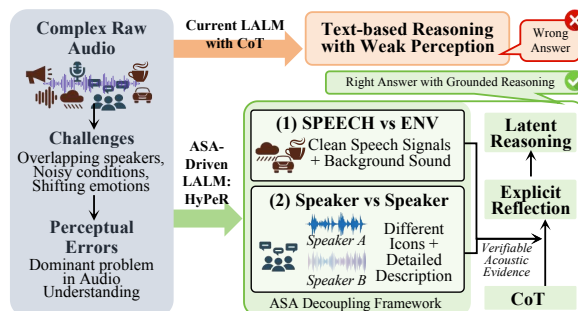 Complex Raw
Audio
Challenges
Overlapping speakers,
Noisy conditions,
Shifting emotions
Perceptual
Errors
Dominant problem
in Audio
Understanding
Current LALM
with CoT
Text-based Reasoning
with Weak Perception
Wrong
Answer
Right Answer with Grounded Reasoning
ASA-
Driven
LALM:
HyPeR
(1) SPEECH vs ENV
Clean Speech Signals
+ Background Sound
(2) Speaker vs Speaker
Speaker A
Speaker B
Different
Icons +
Detailed
Description
ASA Decoupling Framework
Latent
Reasoning
Explicit
Reflection
Verifiable
Acoustic
Evidence
CoT